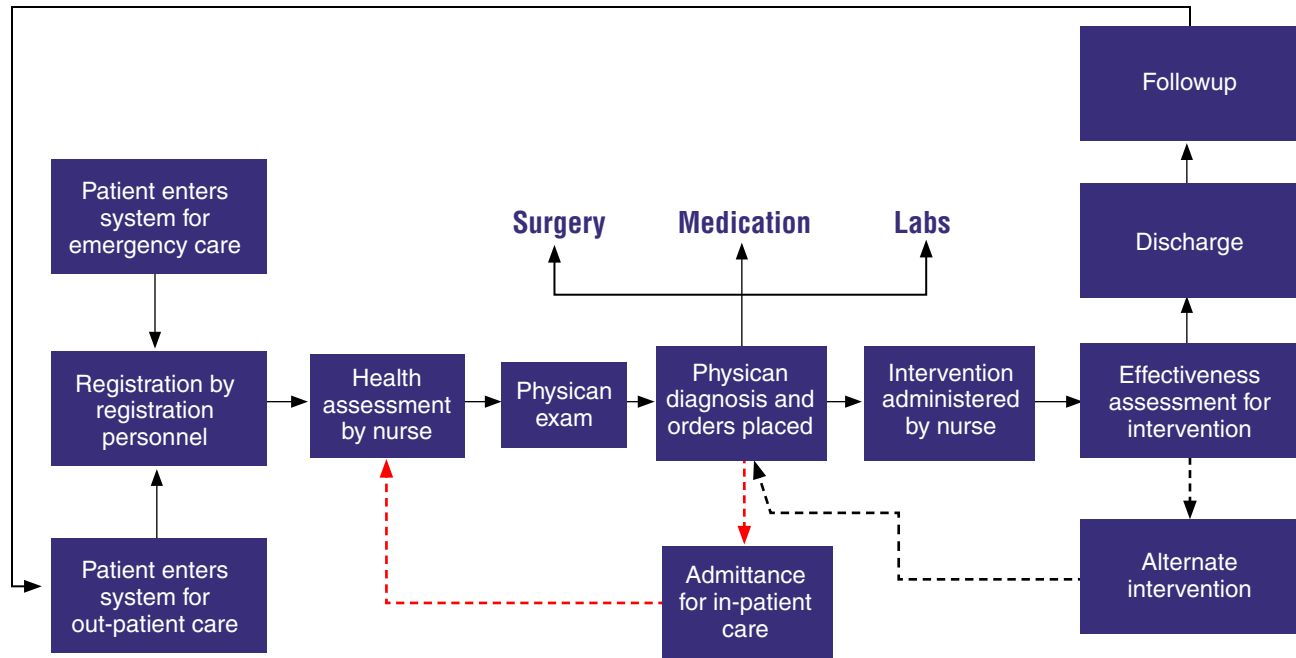 Followup
Patient enters
system for
emergency care
Surgery
Medication
Labs
Discharge
Registration by
registration
personnel
Health
assessment
by nurse
Physican
exam
Physican
diagnosis and
orders placed
Intervention
administered
by nurse
Effectiveness
assessment for
intervention
Patient enters
system for
out-patient care
Admittance
for in-patient
care
Alternate
intervention